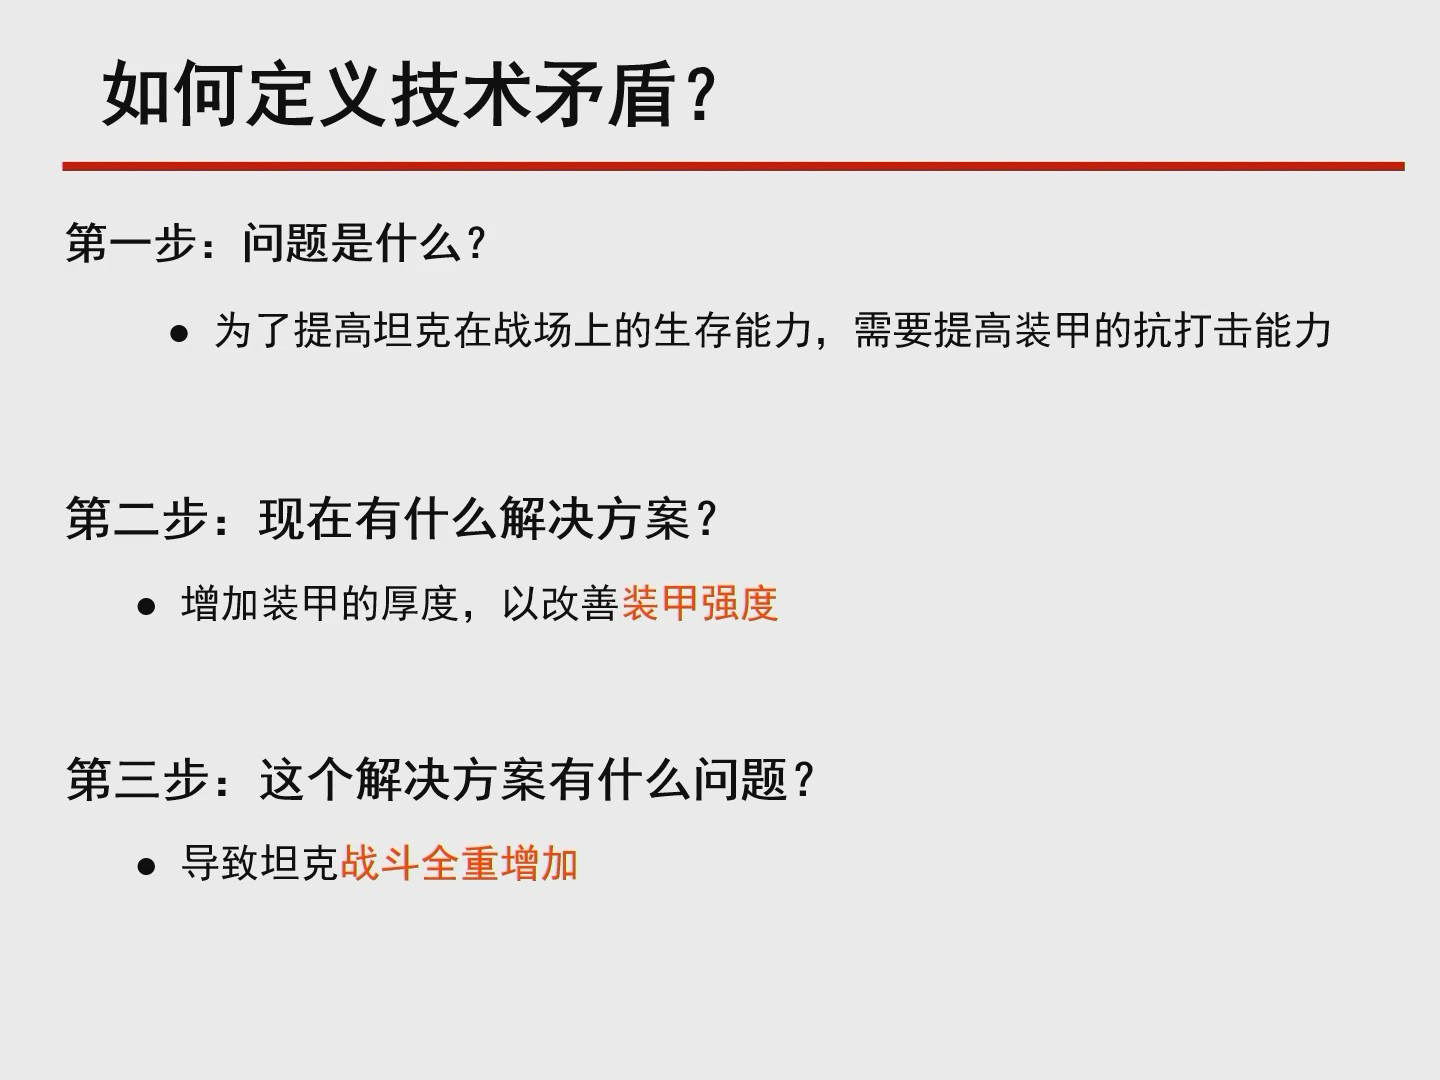 如何定义技术矛盾？
第一步：问题是什么？
● 为了提高坦克在战场上的生存能力，需要提高装甲的抗打击能力
第二步：现在有什么解决方案？
● 增加装甲的厚度，以改善装甲强度
第三步：这个解决方案有什么问题？
● 导致坦克战斗全重增加